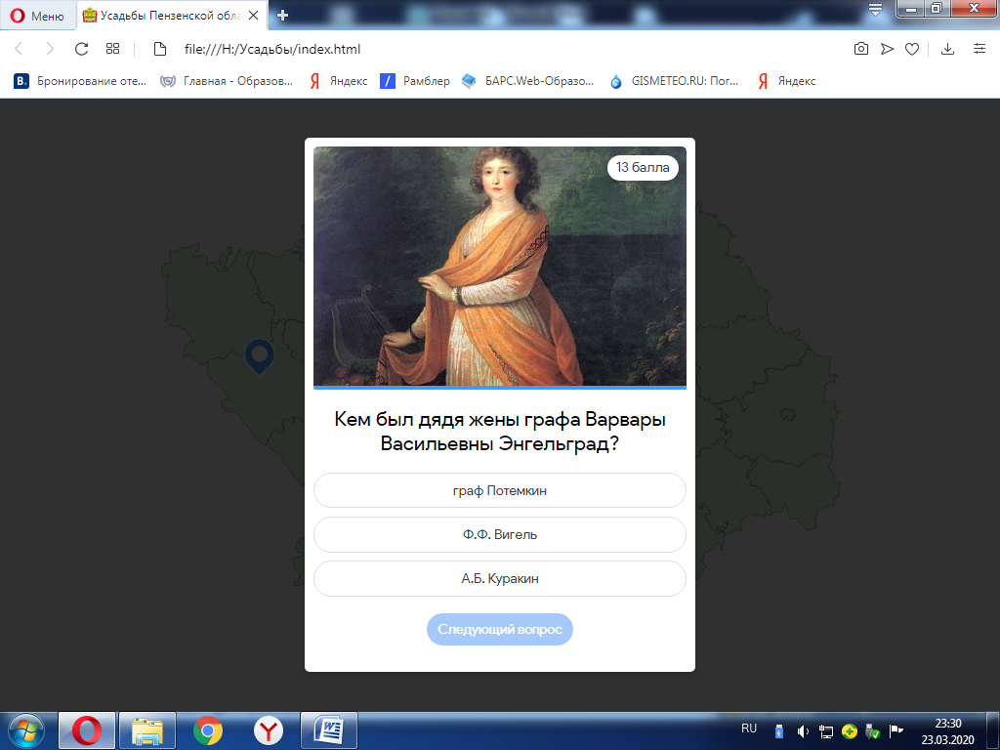 Меню
Усадьбы Пензенской обла
file:///H:/Усадьбы/index.html
B. Бронирование оте...
Главная - Образов...
Я Яндекс
Рамблер
БАРС.Web-Образо...
GISMETEO.RU: Пог...
Я Яндекс
13 балла
Кем был дядя жены графа Варвары
Васильевны Энгельград?
граф Потемкин
Ф.Ф. Вигель
А.Б. Куракин
Следующий вопрос
RU
23:30
23.03.2020